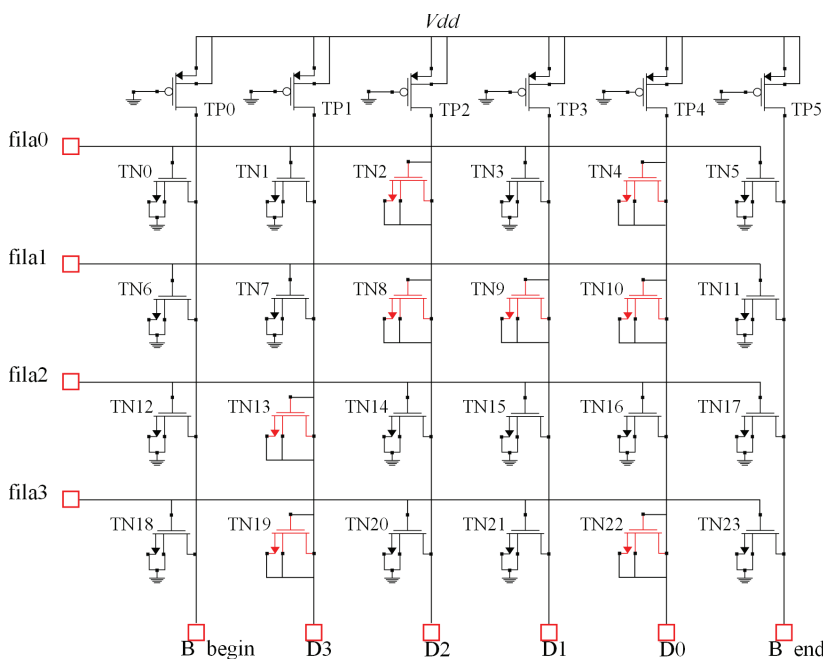 Vdd
TP0 TP1 TP2 TP3 TP4 TP5
fila0
TN0 TN1 TN2 TN3 TN4 TN5
fila1
TN6 TN7 TN8 TN9 TN10 TN11
fila2
TN12 TN13 TN14 TN15 TN16 TN17
fila3
TN18 TN19 TN20 TN21 TN22 TN23
B begin D3 D2 D1 D0 B end